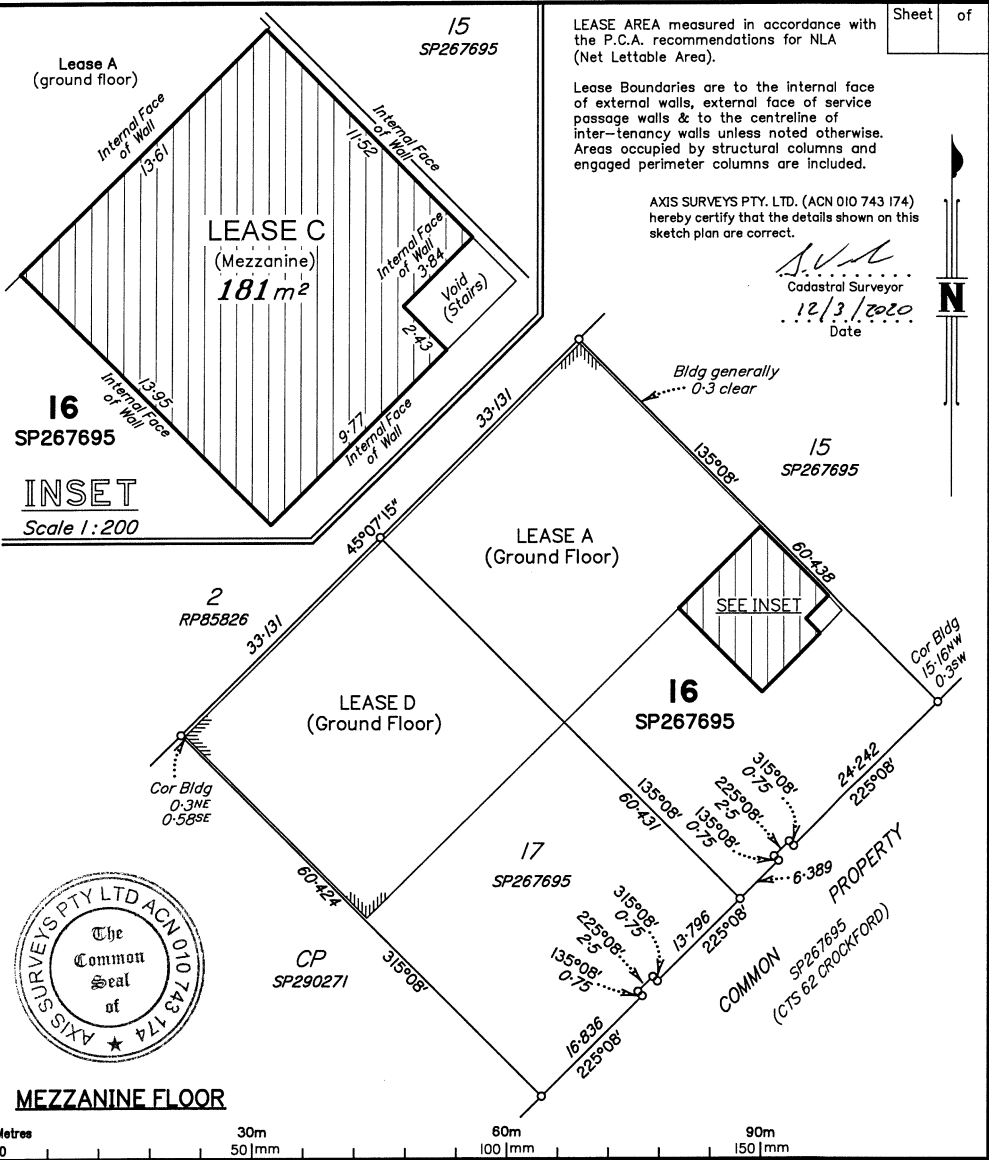 Sheet of
LEASE AREA measured in accordance with
the P.C.A. recommendations for NLA
(Net Lettable Area).
Lease Boundaries are to the internal face
of external walls, external face of service
passage walls & to the centreline of
inter-tenancy walls unless noted otherwise.
Areas occupied by structural columns and
engaged perimeter columns are included.
AXIS SURVEYS PTY. LTD. (ACN 010 743 174)
hereby certify that the details shown on this
sketch plan are correct.
Cadastral Surveyor
12/3/2020
Date
N
15
SP267695
Lease A
(ground floor)
Internal Face
of Wall
13·61
Internal Face
of Wall
11·52
LEASE C
(Mezzanine)
181 m²
Internal Face
of Wall
3·84
Void
(Stairs)
2·43
13·95
Internal Face
of Wall
9·77
Internal Face
of Wall
16
SP267695
INSET
Scale 1:200
Bldg generally
0·3 clear
33·131
135°08'
15
SP267695
45°07'15"
LEASE A
(Ground Floor)
60·438
SEE INSET
2
RP85826
33·131
Cor Bldg
15·16NW
0·3SW
LEASE D
(Ground Floor)
16
SP267695
Cor Bldg
0·3NE
0·58SE
135°08'
60·431
315°08'
0·75
225°08'
2·5
135°08'
0·75
24·242
225°08'
6·389
17
SP267695
60·424
315°08'
CP
SP290271
315°08'
0·75
225°08'
2·5
135°08'
0·75
13·796
225°08'
16·836
225°08'
COMMON PROPERTY
SP267695
(CTS 62 CROCKFORD)
AXIS SURVEYS PTY LTD ACN 010 743 174
The
Common
Seal
of
MEZZANINE FLOOR
30m 60m 90m
50 mm 100 mm 150 mm